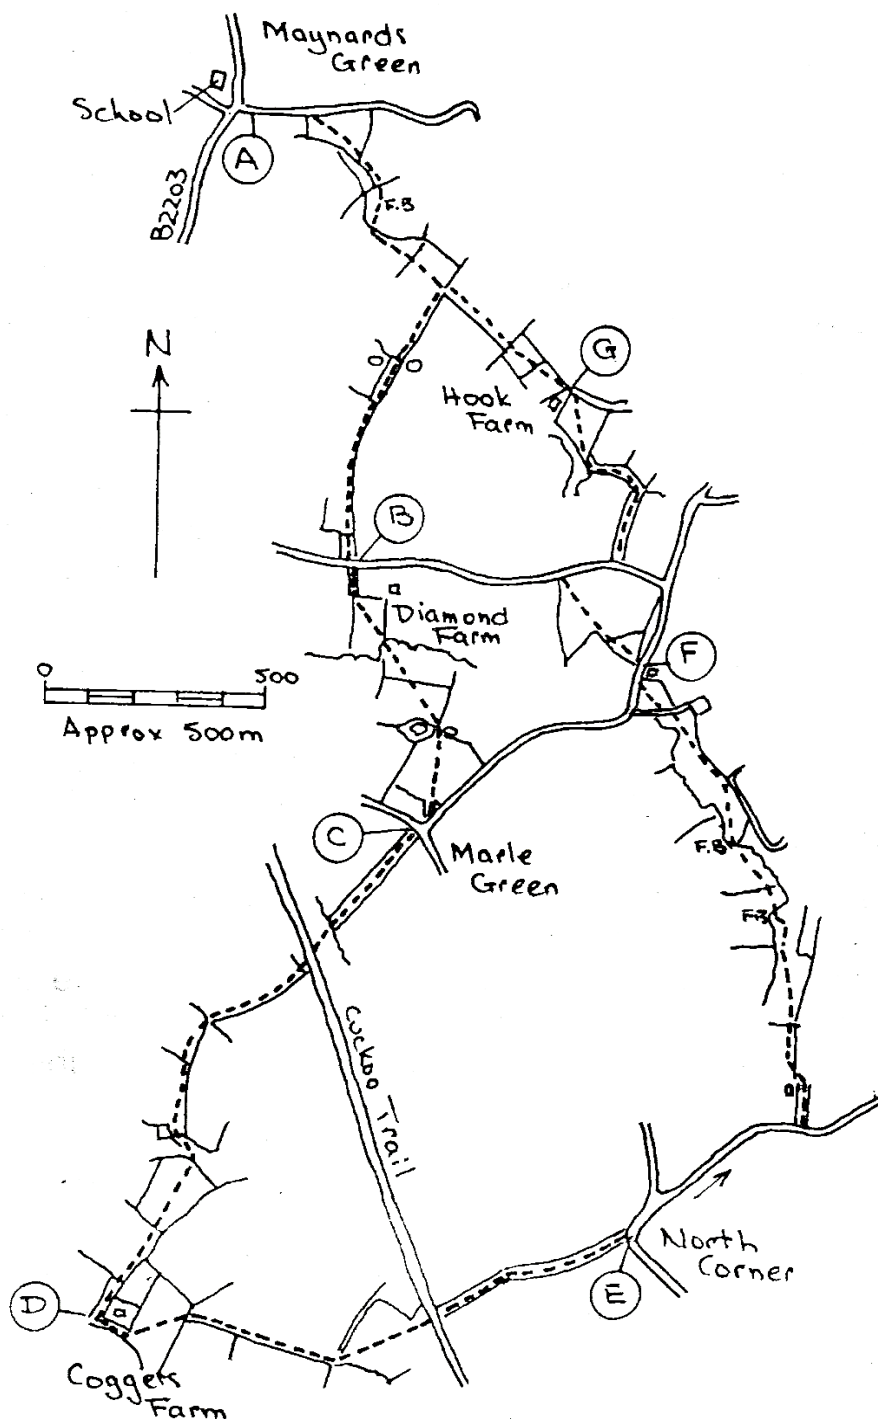 Maynards
Green
School
A
B2203
F.B
N
G
Hook
Farm
B
Diamond
Farm
F
0
500
Approx 500m
C
Marle
Green
F.B
F.B
Cuckoo Trail
North
Corner
E
D
Coggers
Farm